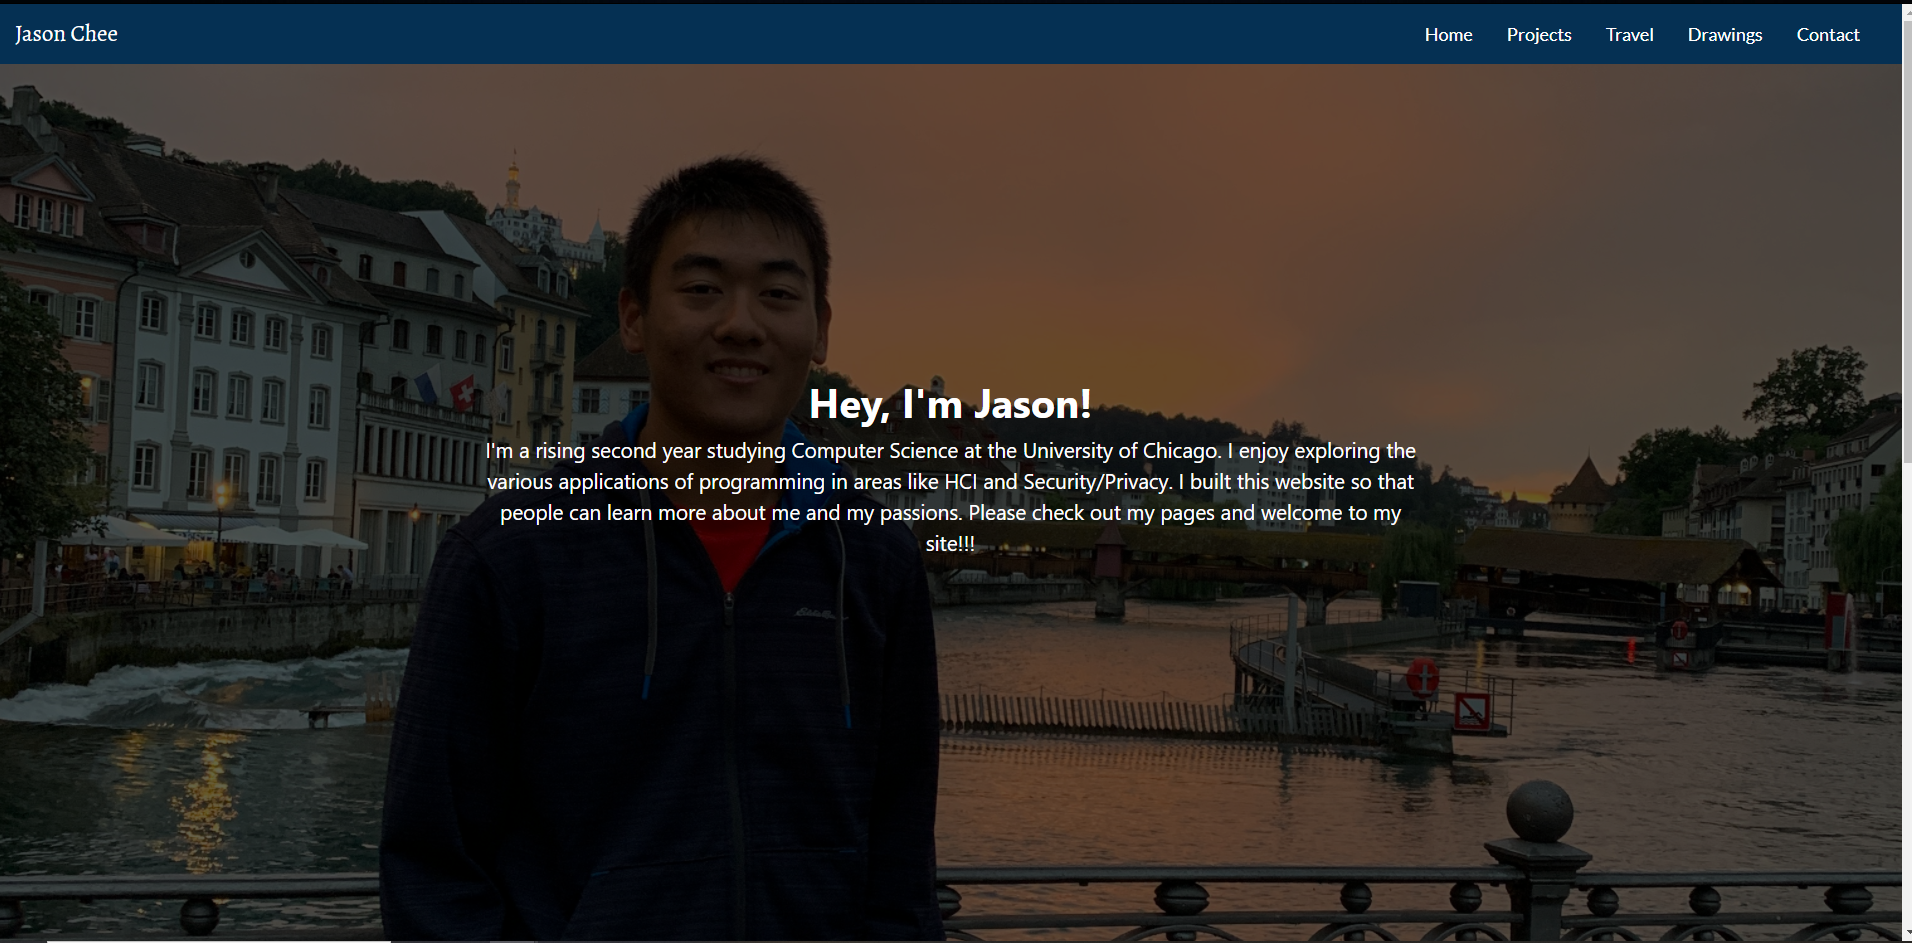 Jason Chee
Home Projects Travel Drawings Contact
Hey, I'm Jason!
I'm a rising second year studying Computer Science at the University of Chicago. I enjoy exploring the
various applications of programming in areas like HCI and Security/Privacy. I built this website so that
people can learn more about me and my passions. Please check out my pages and welcome to my
site!!!